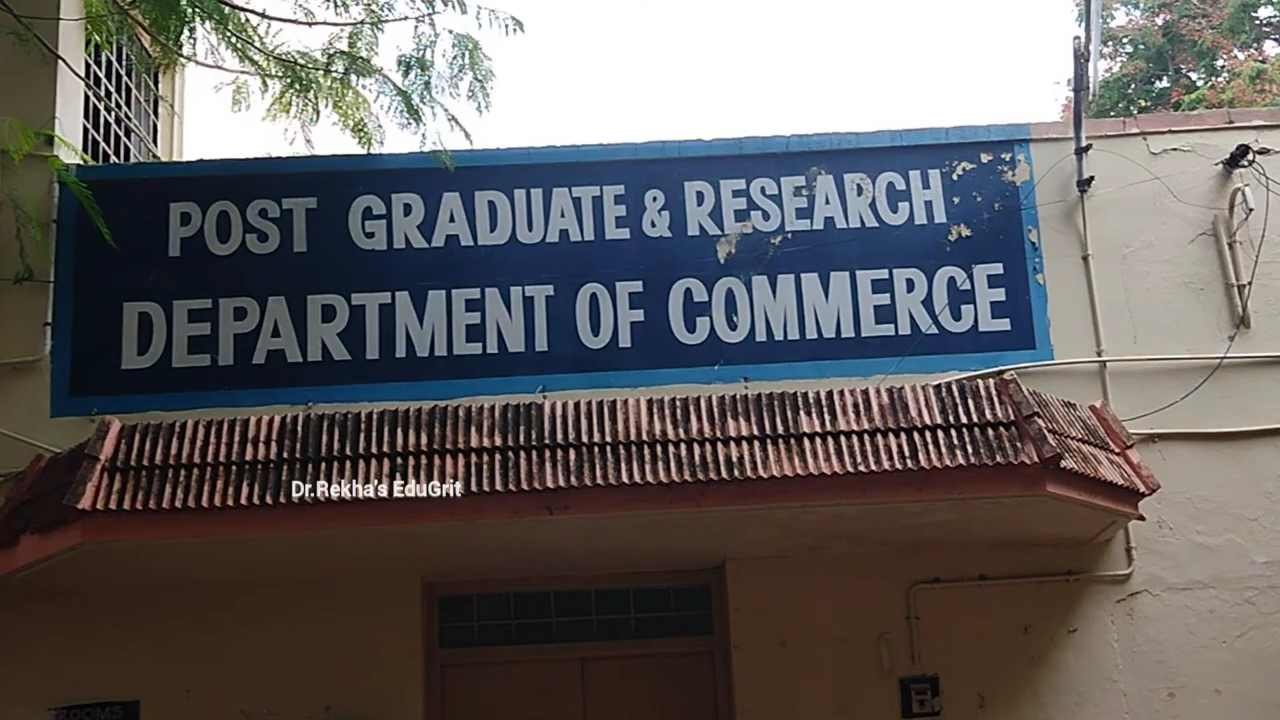 POST GRADUATE & RESEARCH
DEPARTMENT OF COMMERCE
Dr.Rekha's EduGrit